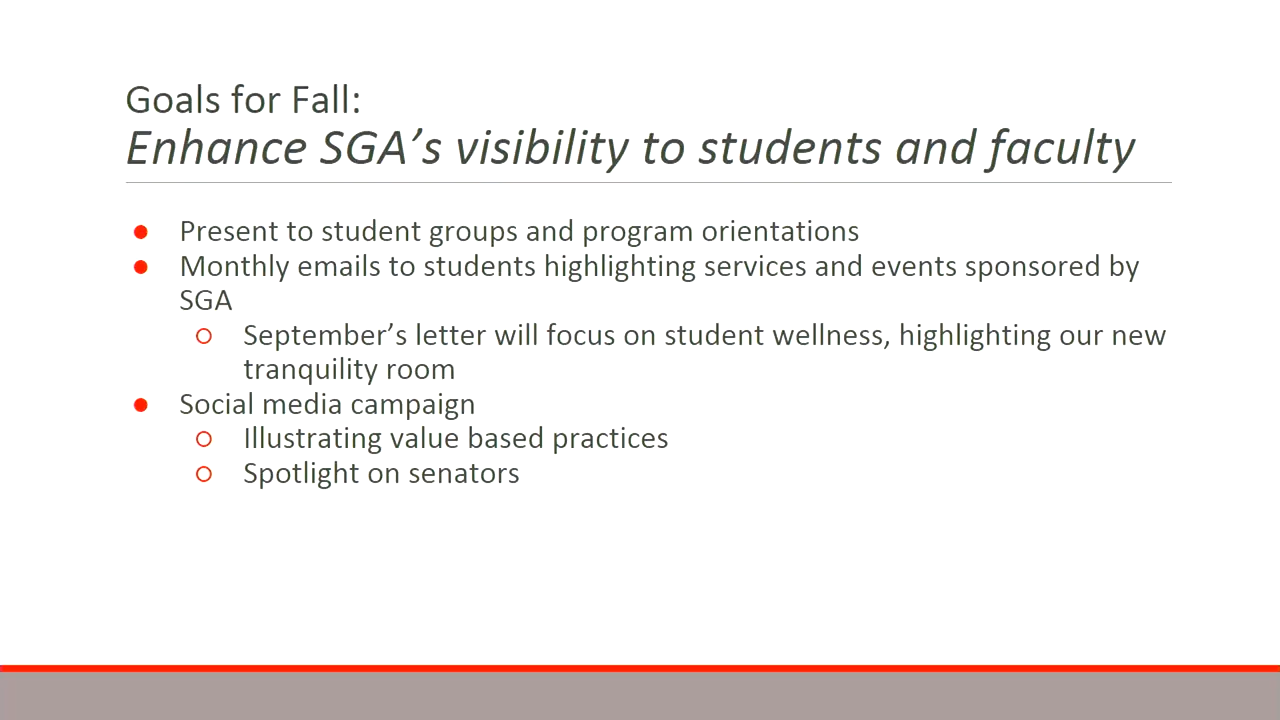 Goals for Fall:
Enhance SGA’s visibility to students and faculty
● Present to student groups and program orientations
● Monthly emails to students highlighting services and events sponsored by
SGA
○ September’s letter will focus on student wellness, highlighting our new
tranquility room
● Social media campaign
○ Illustrating value based practices
○ Spotlight on senators